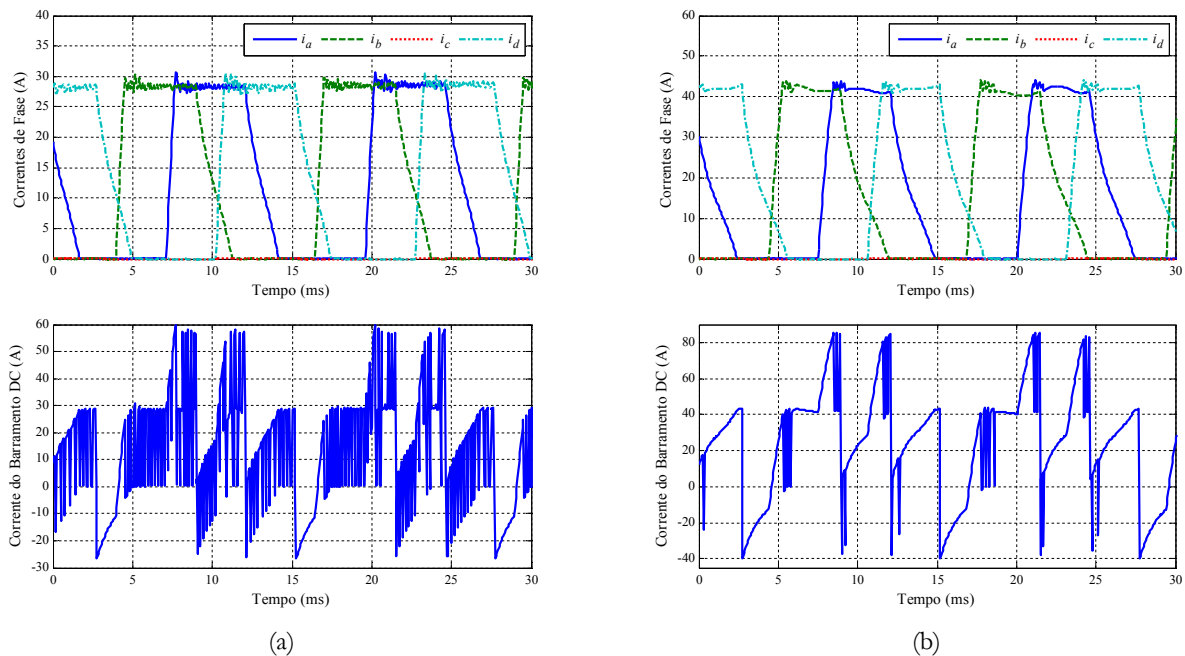 40
35
30
25
20
15
10
5
0
Correntes de Fase (A)
i_a i_b i_c i_d
0 5 10 15 20 25 30
Tempo (ms)
60
50
40
30
20
10
0
-10
-20
-30
Corrente do Barramento DC (A)
0 5 10 15 20 25 30
Tempo (ms)
(a)
60
50
40
30
20
10
0
Correntes de Fase (A)
i_a i_b i_c i_d
0 5 10 15 20 25 30
Tempo (ms)
80
60
40
20
0
-20
-40
Corrente do Barramento DC (A)
0 5 10 15 20 25 30
Tempo (ms)
(b)